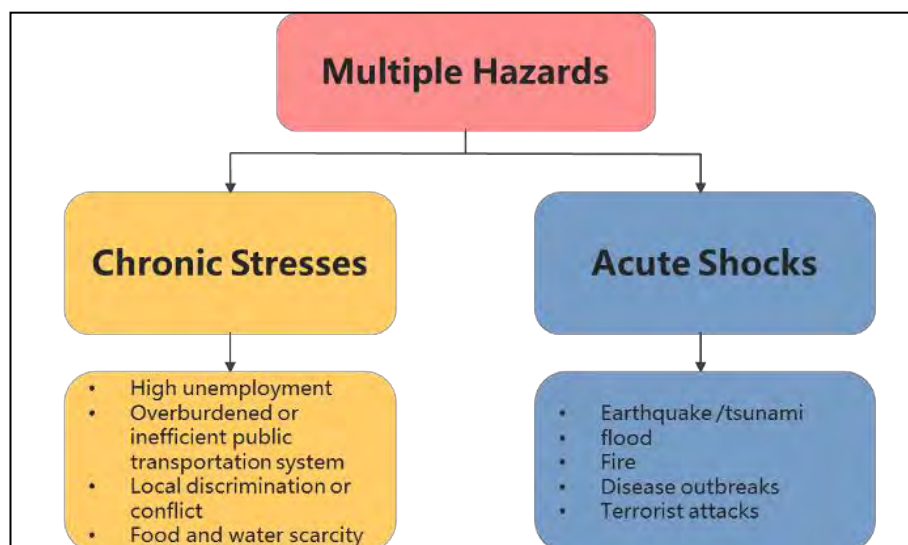 Multiple Hazards
Chronic Stresses
Acute Shocks
• High unemployment
• Overburdened or
inefficient public
transportation system
• Local discrimination or
conflict
• Food and water scarcity
• Earthquake /tsunami
• flood
• Fire
• Disease outbreaks
• Terrorist attacks